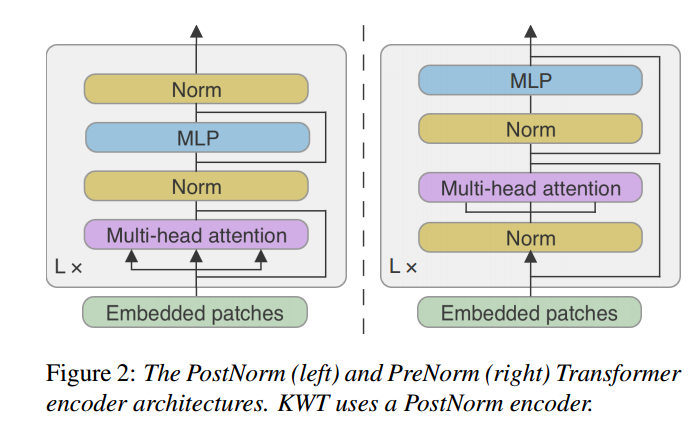 Norm
MLP
Norm
Multi-head attention
L ×
Embedded patches
MLP
Norm
Multi-head attention
Norm
L ×
Embedded patches
Figure 2: The PostNorm (left) and PreNorm (right) Transformer
encoder architectures. KWT uses a PostNorm encoder.